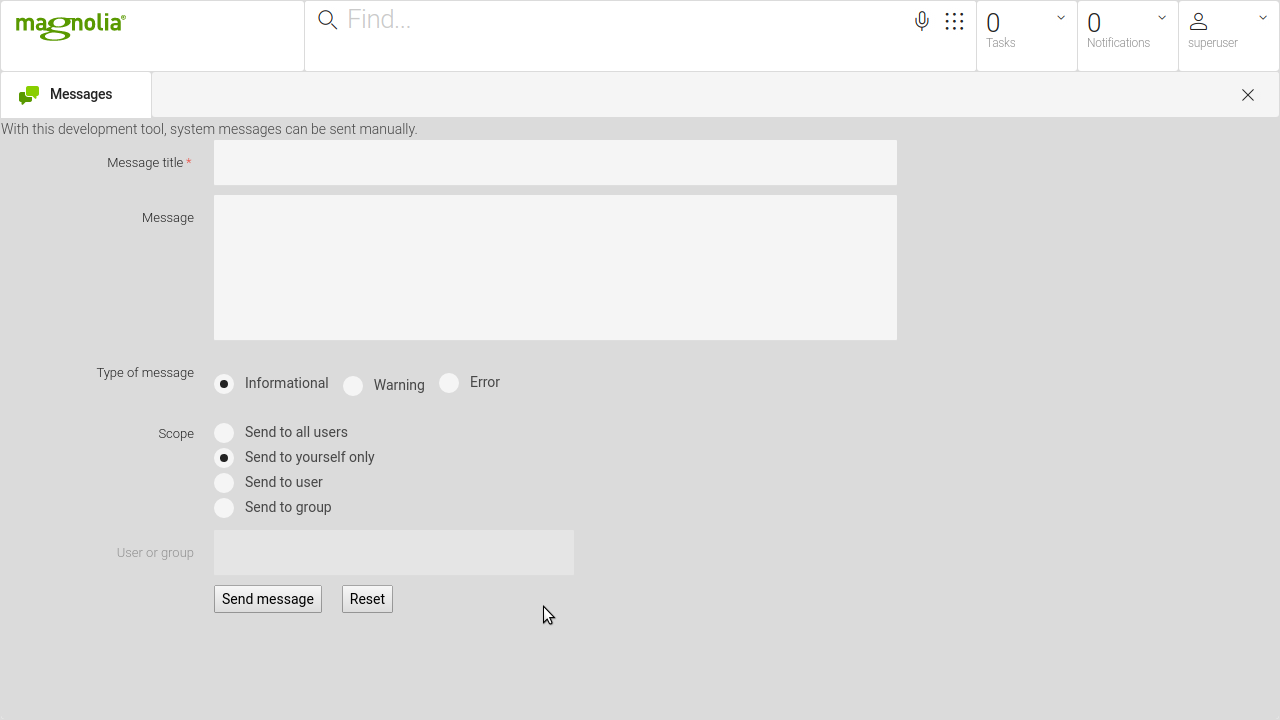 magnolia®
Find...
0
Tasks
0
Notifications
superuser
Messages
With this development tool, system messages can be sent manually.
Message title *
Message
Type of message
Informational
Warning
Error
Scope
Send to all users
Send to yourself only
Send to user
Send to group
User or group
Send message
Reset